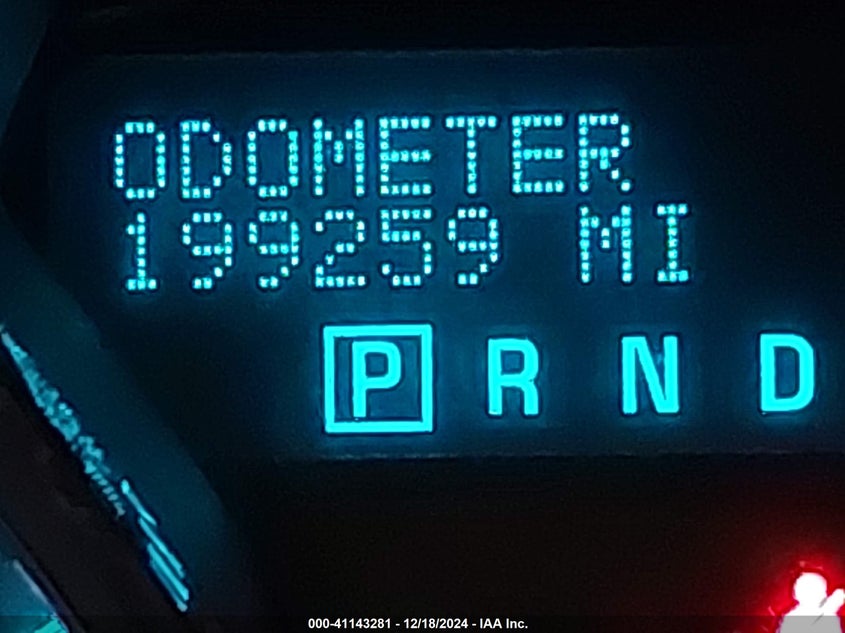 ODOMETER
199259 MI
P R N D
000-41143281 - 12/18/2024 - IAA Inc.